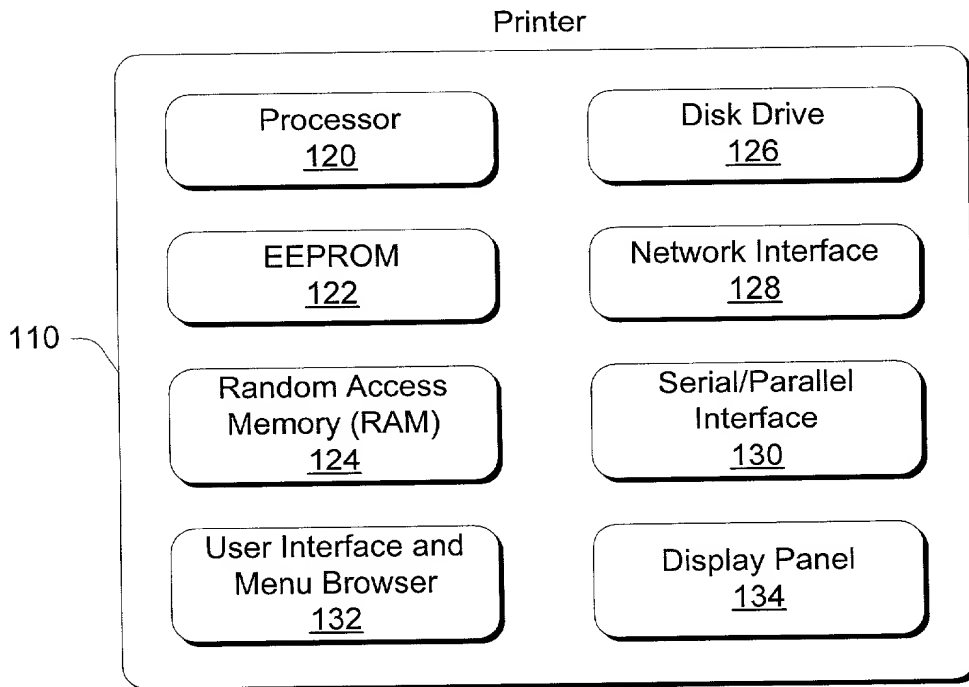 Printer
Processor
120
Disk Drive
126
EEPROM
122
Network Interface
128
110
Random Access
Memory (RAM)
124
Serial/Parallel
Interface
130
User Interface and
Menu Browser
132
Display Panel
134